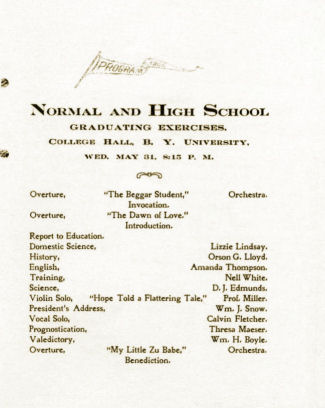 PROGRAM
NORMAL AND HIGH SCHOOL
GRADUATING EXERCISES.
COLLEGE HALL, B. Y. UNIVERSITY,
WED. MAY 31, 8:15 P. M.
Overture, "The Beggar Student," Orchestra.
Invocation.
Overture, "The Dawn of Love."
Introduction.
Report to Education.
Domestic Science, Lizzie Lindsay.
History, Orson G. Lloyd.
English, Amanda Thompson.
Training, Nell White.
Science, D. J. Edmunds.
Violin Solo, "Hope Told a Flattering Tale," Prof. Miller.
President's Address, Wm. J. Snow.
Vocal Solo, Calvin Fletcher.
Prognostication, Thresa Maeser.
Valedictory, Wm. H. Boyle.
Overture, "My Little Zu Babe," Orchestra.
Benediction.